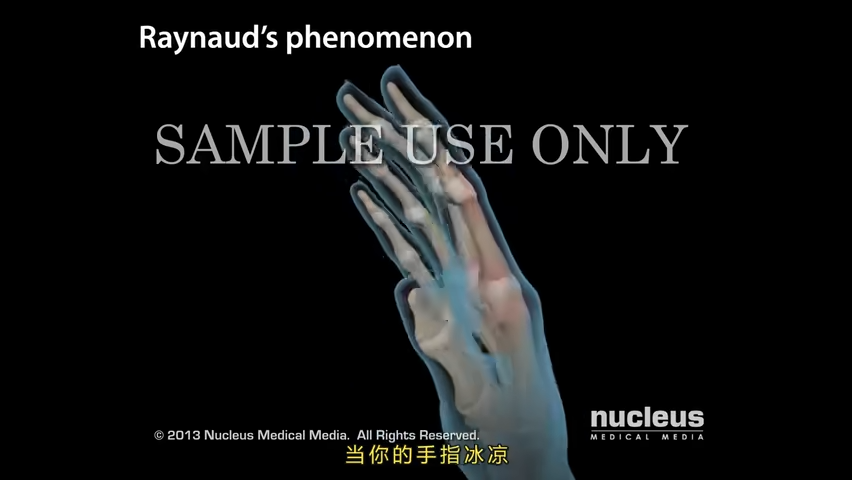 Raynaud's phenomenon
SAMPLE USE ONLY
nucleus
MEDICAL MEDIA
© 2013 Nucleus Medical Media. All Rights Reserved.
当你的手指冰凉